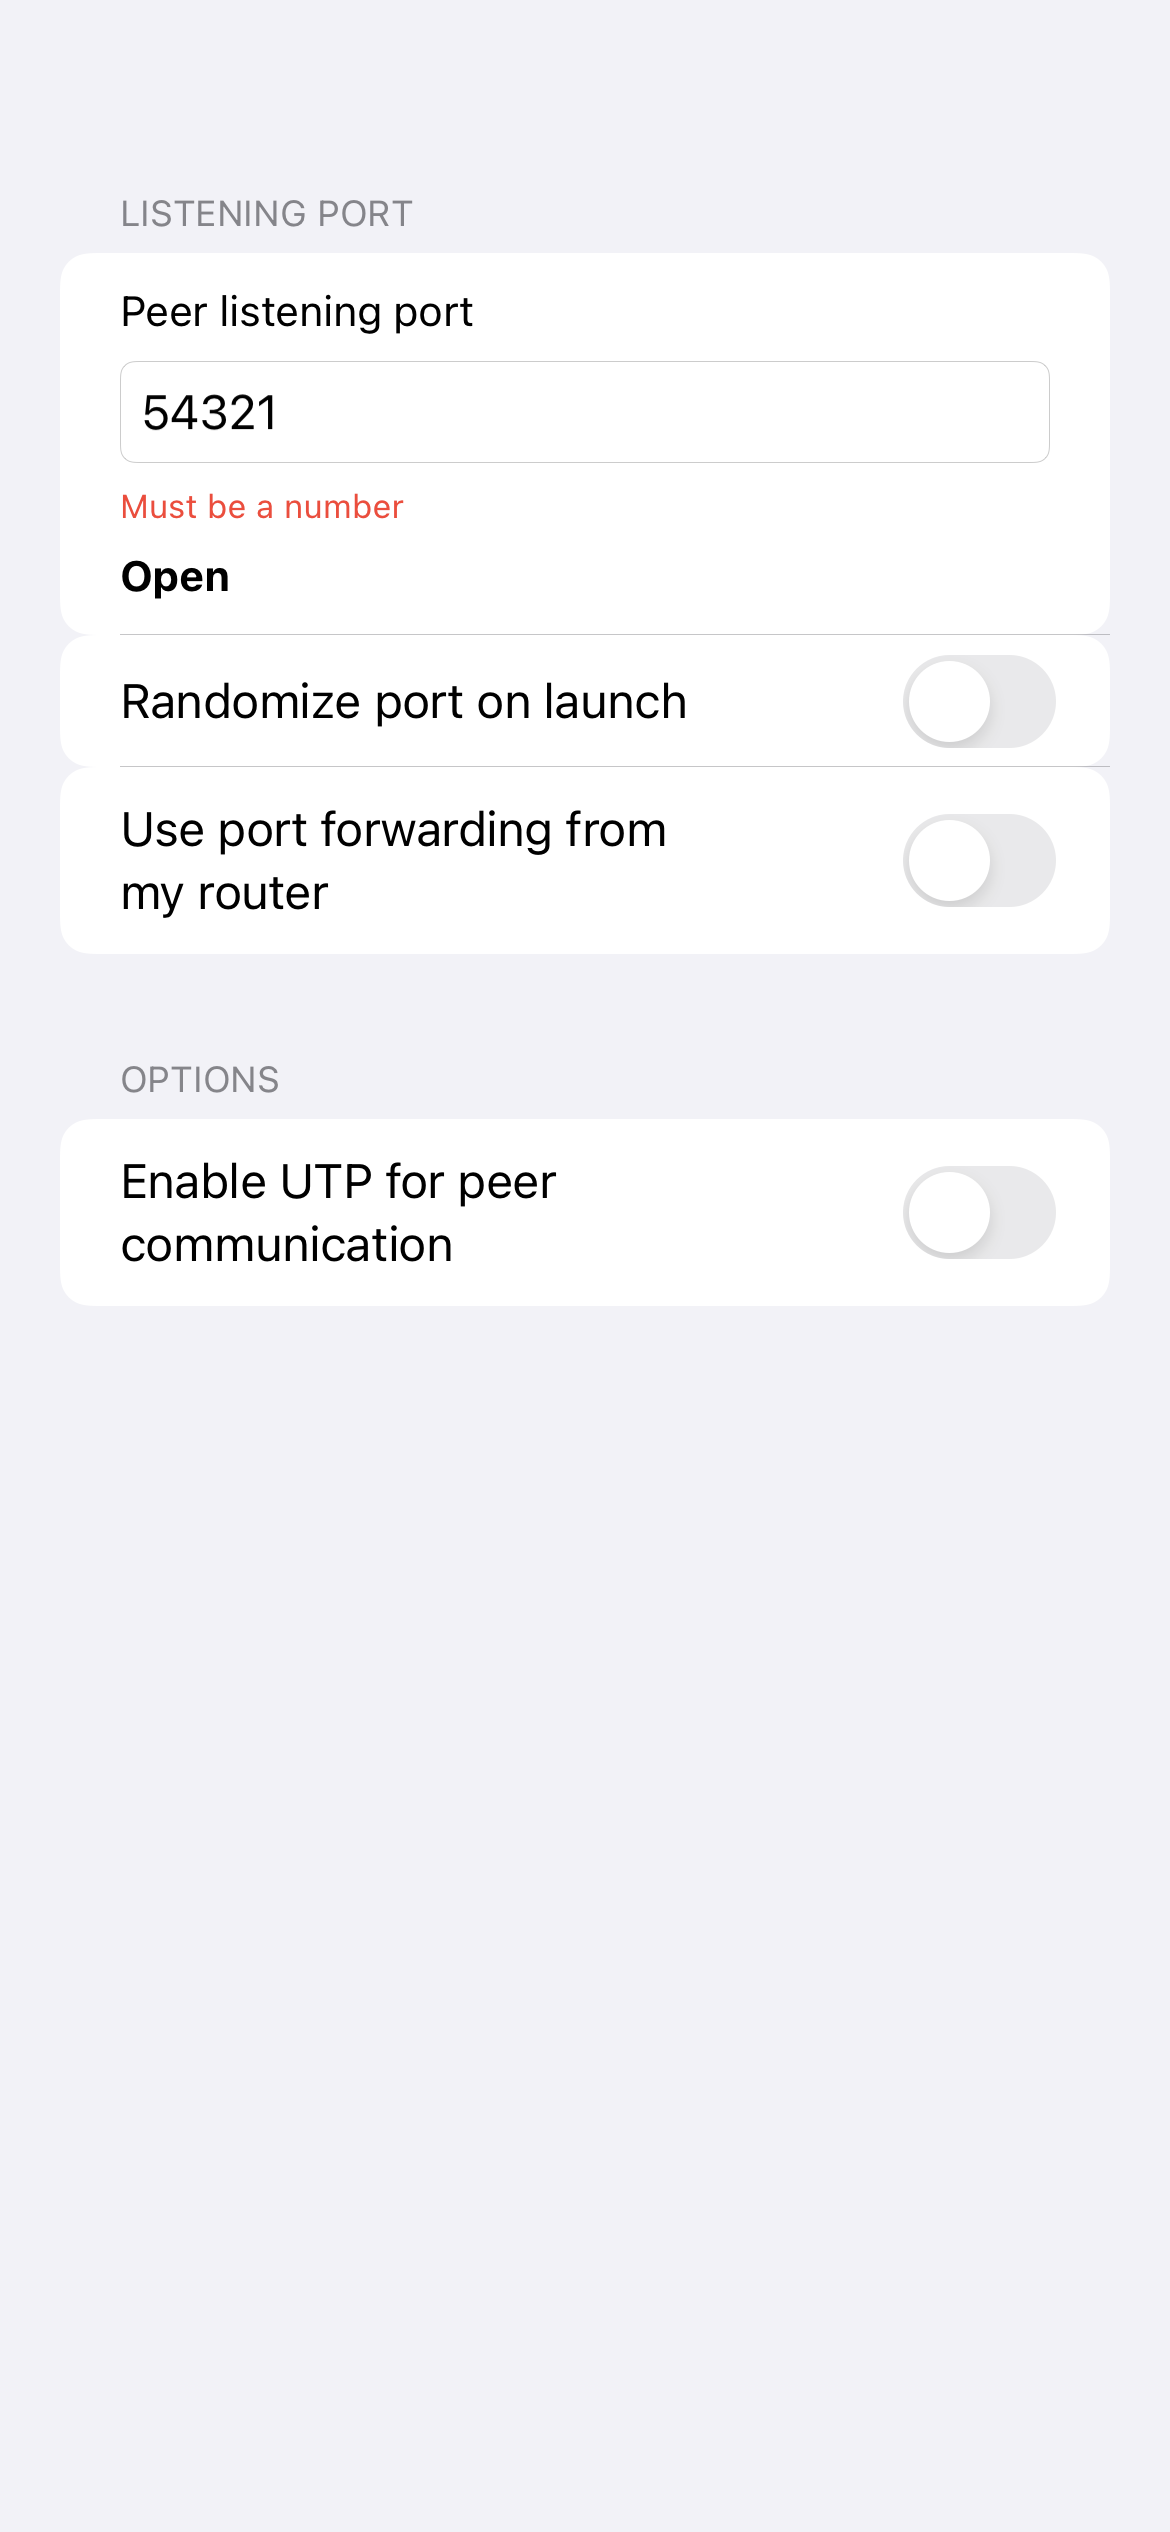 LISTENING PORT
Peer listening port
54321
Must be a number
Open
Randomize port on launch
Use port forwarding from
my router
OPTIONS
Enable UTP for peer
communication